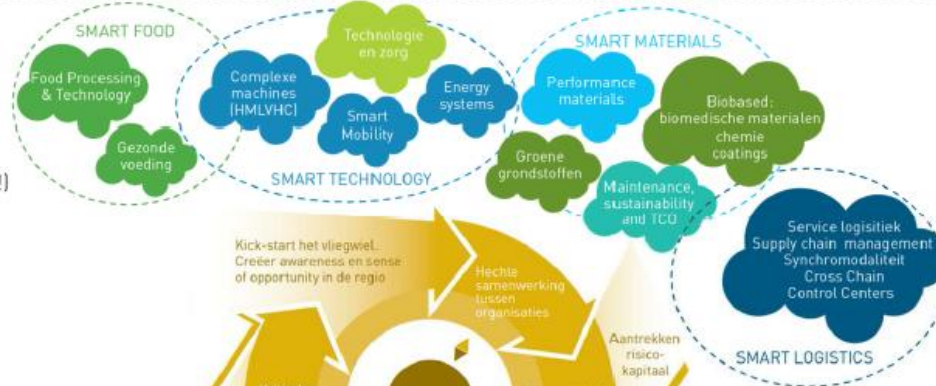 SMART FOOD
Food Processing
& Technology
Gezonde
voeding
Technologie
en zorg
Complexe
machines
(HMLVHC)
Smart
Mobility
Energy
systems
SMART TECHNOLOGY
SMART MATERIALS
Performance
materials
Biobased:
biomedische materialen
chemie
coatings
Groene
grondstoffen
Maintenance,
sustainability
and TCO
Service logisitiek
Supply chain management
Synchromodaliteit
Cross Chain
Control Centers
SMART LOGISTICS
Kick-start het vliegwiel.
Creëer awareness en sense
of opportunity in de regio
Hechte
samenwerking
tussen
organisaties
Aantrekken
risico-
kapitaal